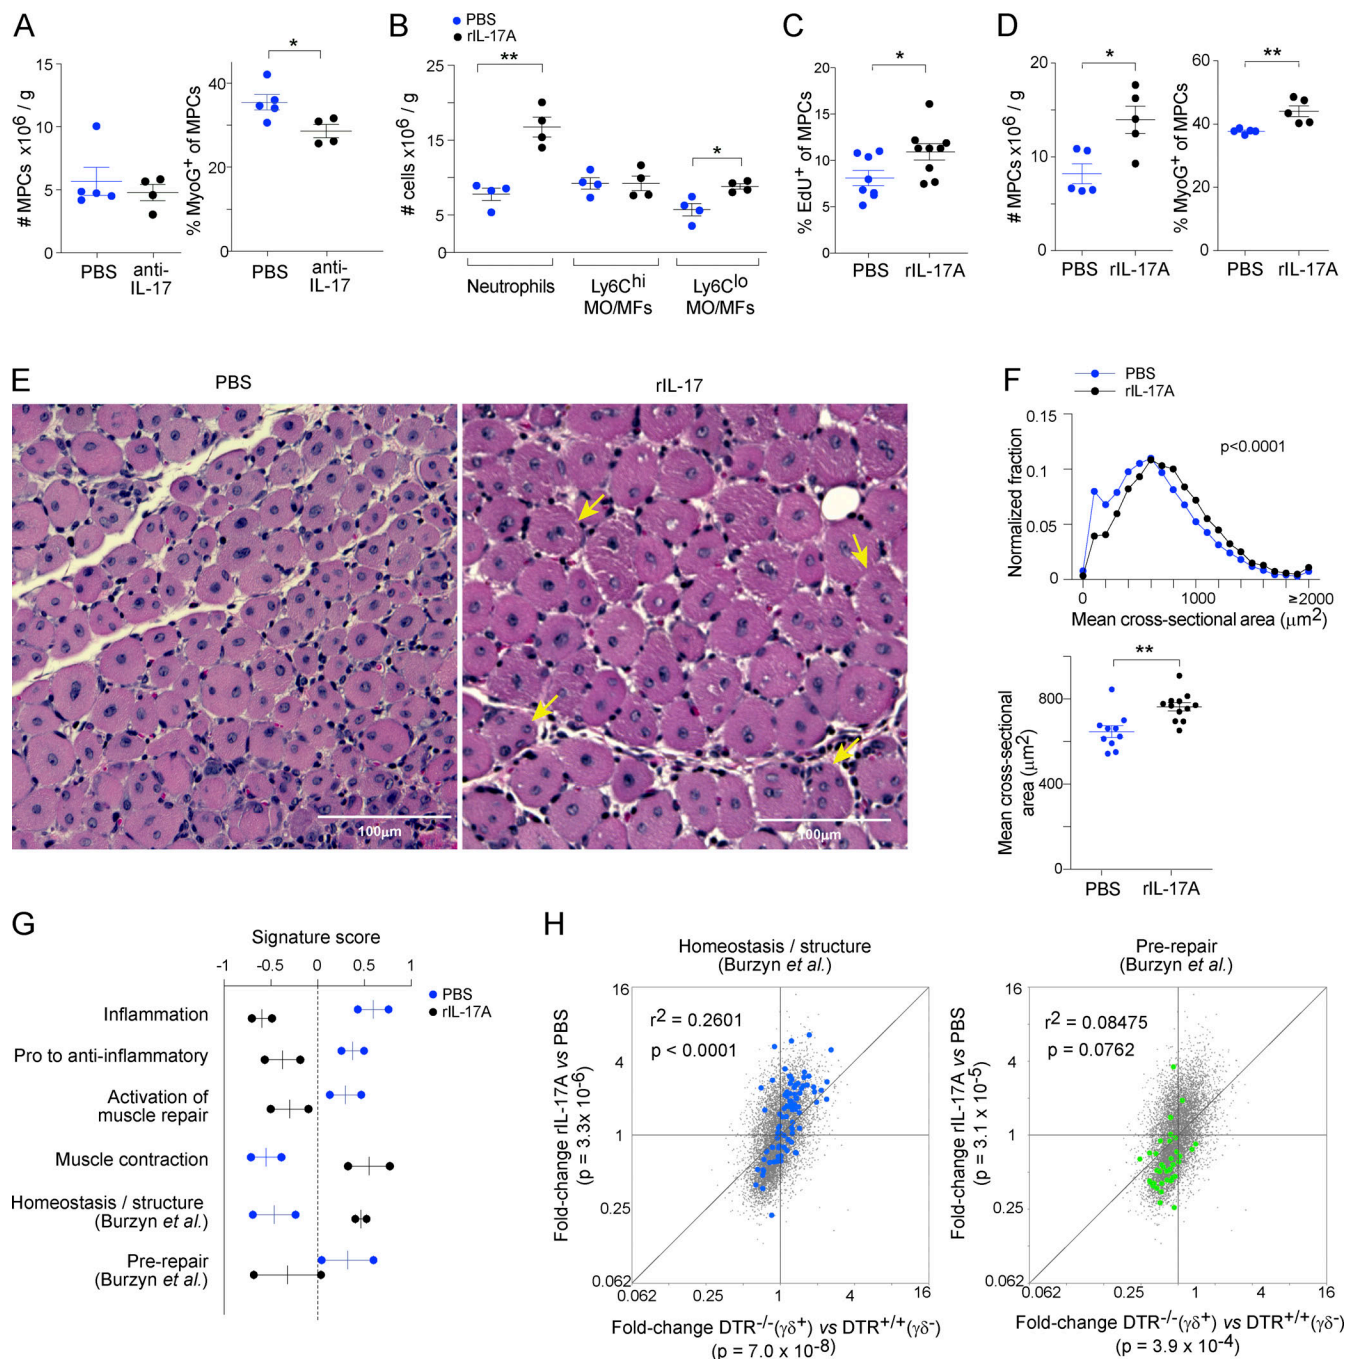 A
# MPCs x10⁶ / g
15
10
5
0
PBS
anti-
IL-17
% MyoG⁺ of MPCs
*
40
20
0
PBS
anti-
IL-17
B
PBS
rIL-17A
# cells x10⁶ / g
25
15
5
0
**
*
Neutrophils
Ly6Cʰⁱ
MO/MFs
Ly6Cˡᵒ
MO/MFs
C
% EdU⁺ of MPCs
*
20
15
10
5
0
PBS
rIL-17A
D
# MPCs x10⁶ / g
*
20
10
0
PBS
rIL-17A
% MyoG⁺ of MPCs
**
60
40
20
0
PBS
rIL-17A
E
PBS
rIL-17
100μm
100μm
F
PBS
rIL-17A
Normalized fraction
0.15
0.1
0.05
0
p<0.0001
0
1000
≥2000
Mean cross-sectional area (μm²)
**
Mean cross-sectional
area (μm²)
800
400
0
PBS
rIL-17A
G
Signature score
-1
-0.5
0
0.5
1
PBS
rIL-17A
Inflammation
Pro to anti-inflammatory
Activation of
muscle repair
Muscle contraction
Homeostasis / structure
(Burzyn et al.)
Pre-repair
(Burzyn et al.)
H
Homeostasis / structure
(Burzyn et al.)
Fold-change rIL-17A vs PBS
(p = 3.3x 10⁻⁶)
16
4
1
0.25
0.062
r² = 0.2601
p < 0.0001
0.062
0.25
1
4
16
Fold-change DTR⁻/⁻(γδ⁺) vs DTR⁺/⁺(γδ⁻)
(p = 7.0 x 10⁻⁸)
Pre-repair
(Burzyn et al.)
Fold-change rIL-17A vs PBS
(p = 3.1 x 10⁻⁵)
16
4
1
0.25
0.062
r² = 0.08475
p = 0.0762
0.062
0.25
1
4
16
Fold-change DTR⁻/⁻(γδ⁺) vs DTR⁺/⁺(γδ⁻)
(p = 3.9 x 10⁻⁴)